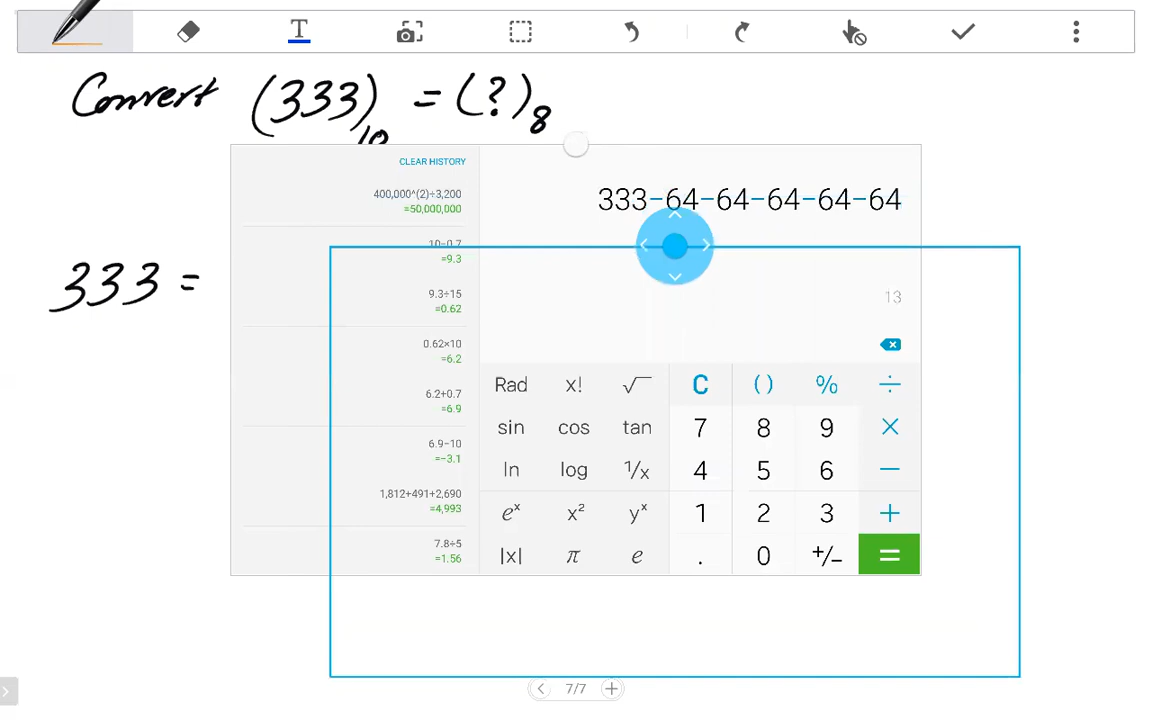 T
Convert (333)10 = (?)8
333 =
CLEAR HISTORY
400,000^(2)÷3,200
=50,000,000
10−0.7
=9.3
9.3÷15
=0.62
0.62×10
=6.2
6.2+0.7
=6.9
6.9−10
=−3.1
1,812+491+2,690
=4,993
7.8÷5
=1.56
333−64−64−64−64−64
13
Rad x! √ C ( ) % ÷
sin cos tan 7 8 9 ×
ln log 1/x 4 5 6 −
eˣ x² yˣ 1 2 3 +
|x| π e . 0 +/− =
7/7